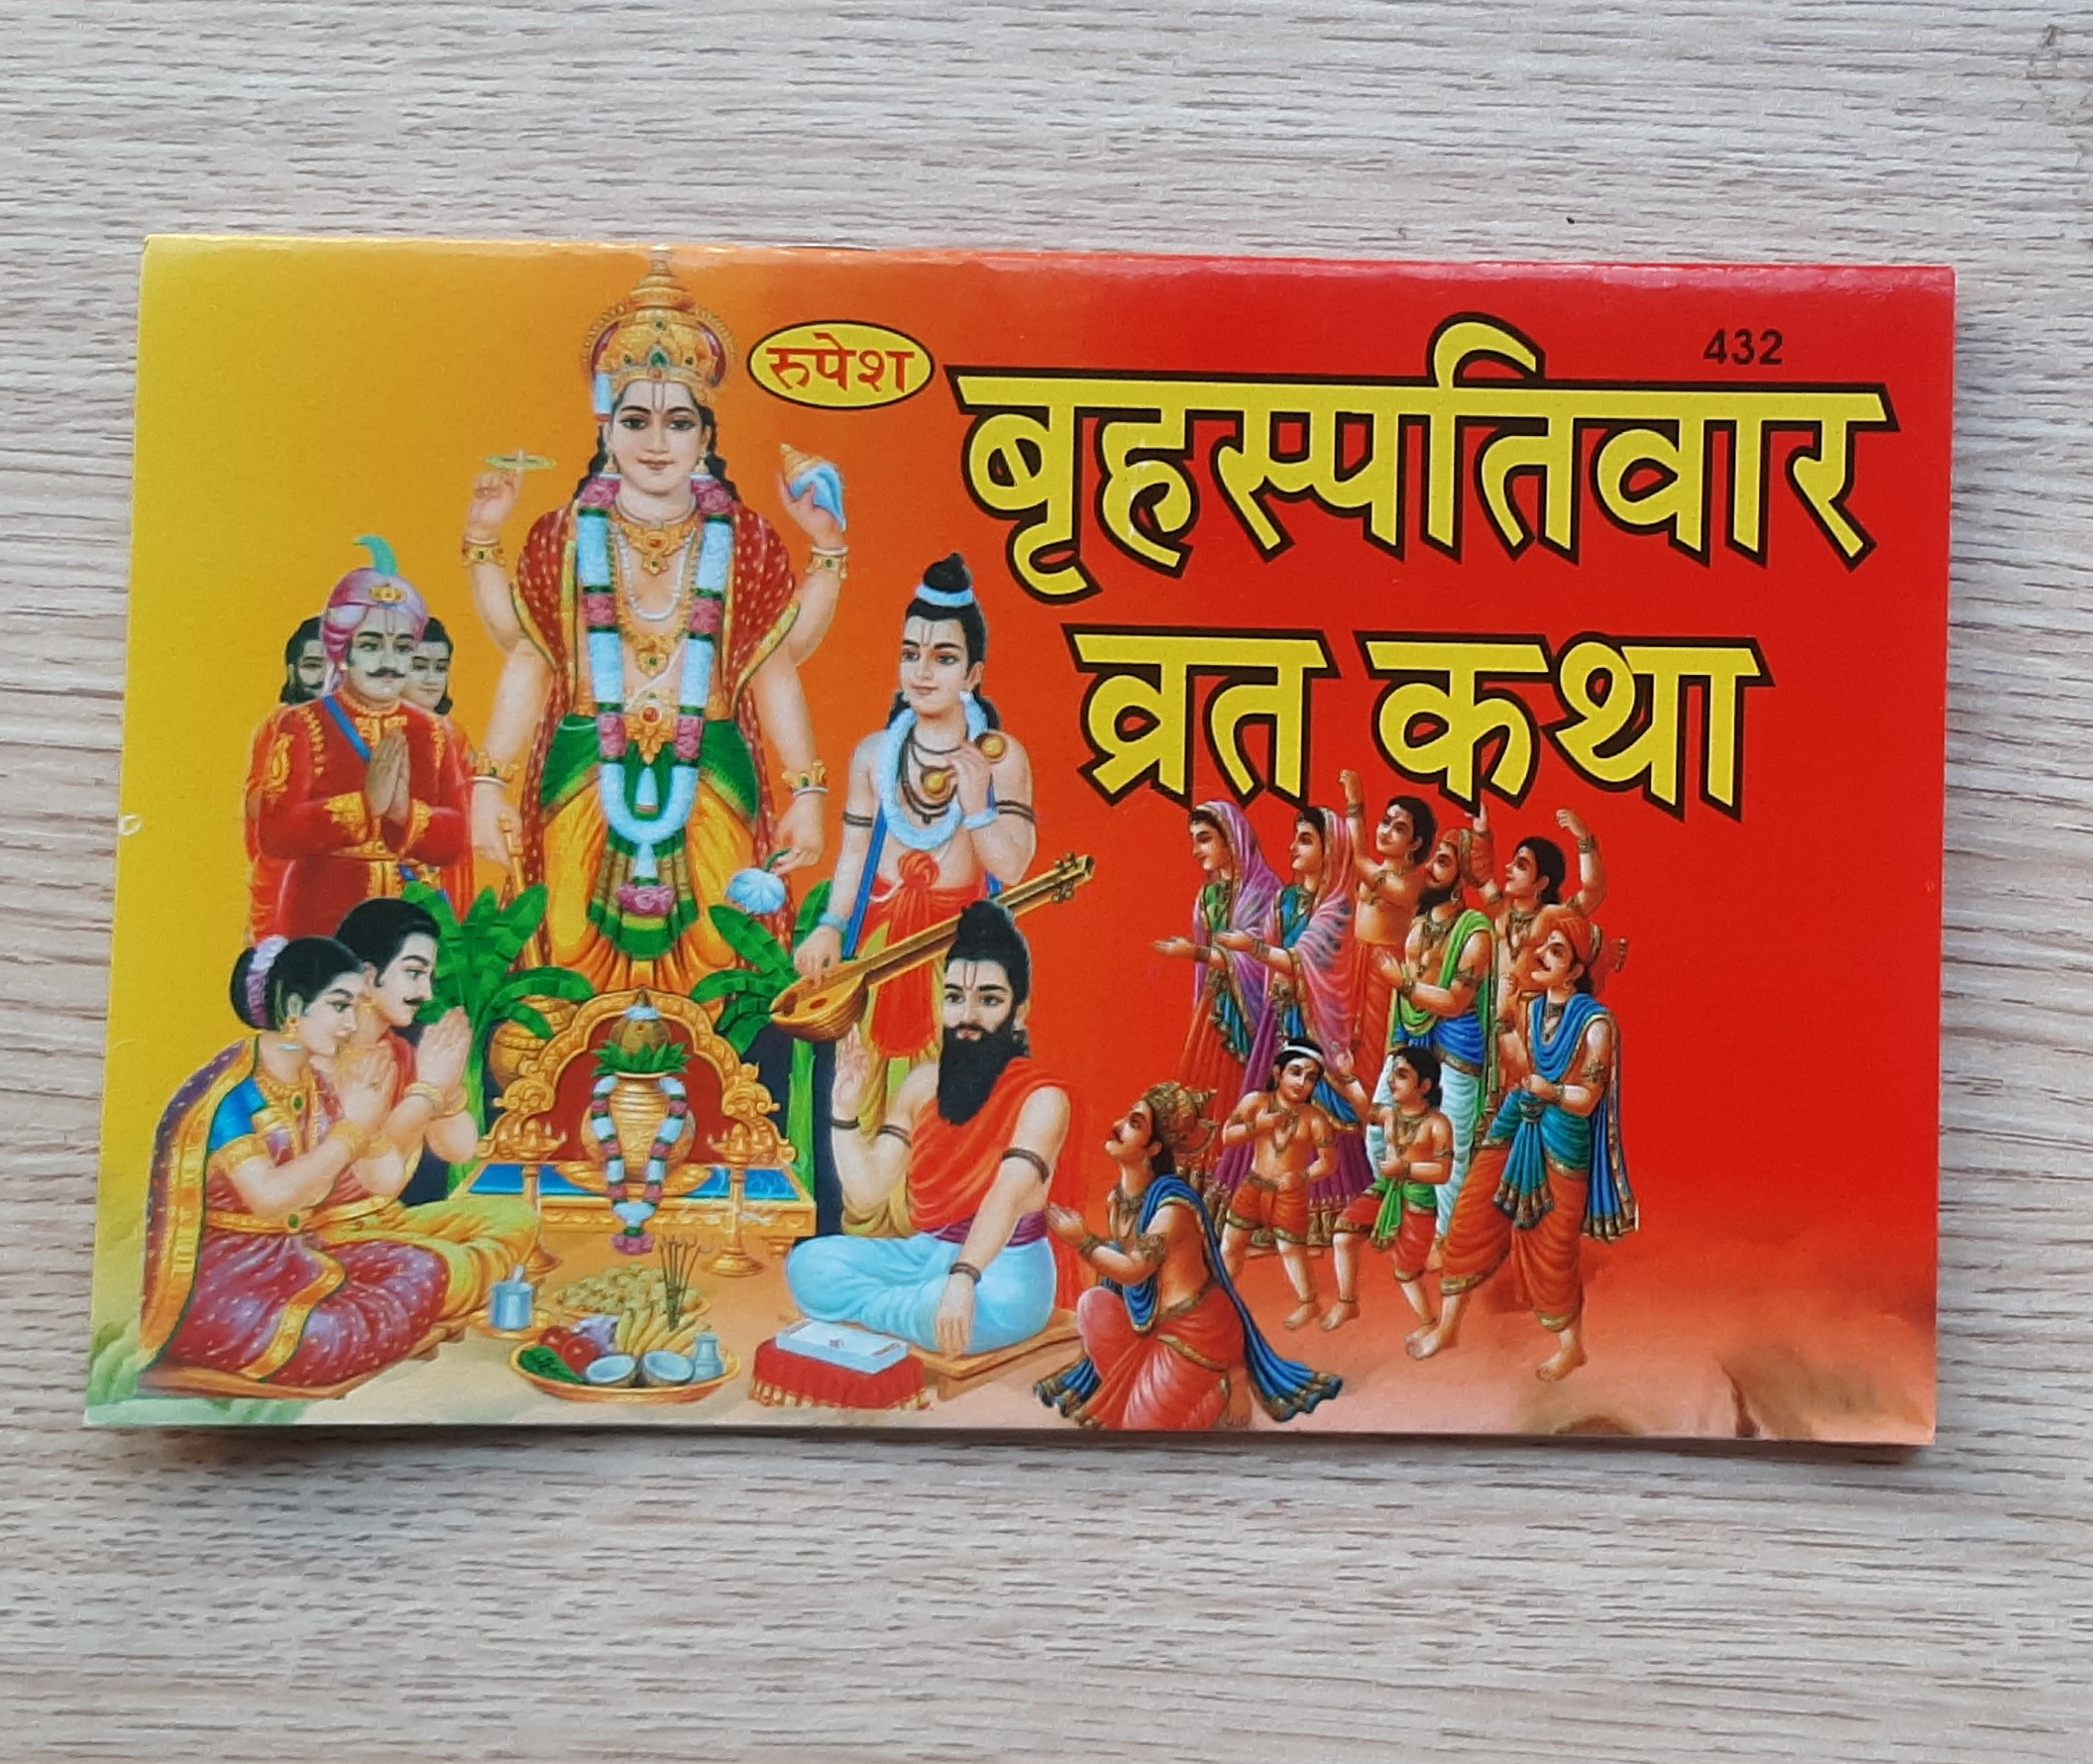 रुपेश
432
बृहस्पतिवार
व्रत कथा